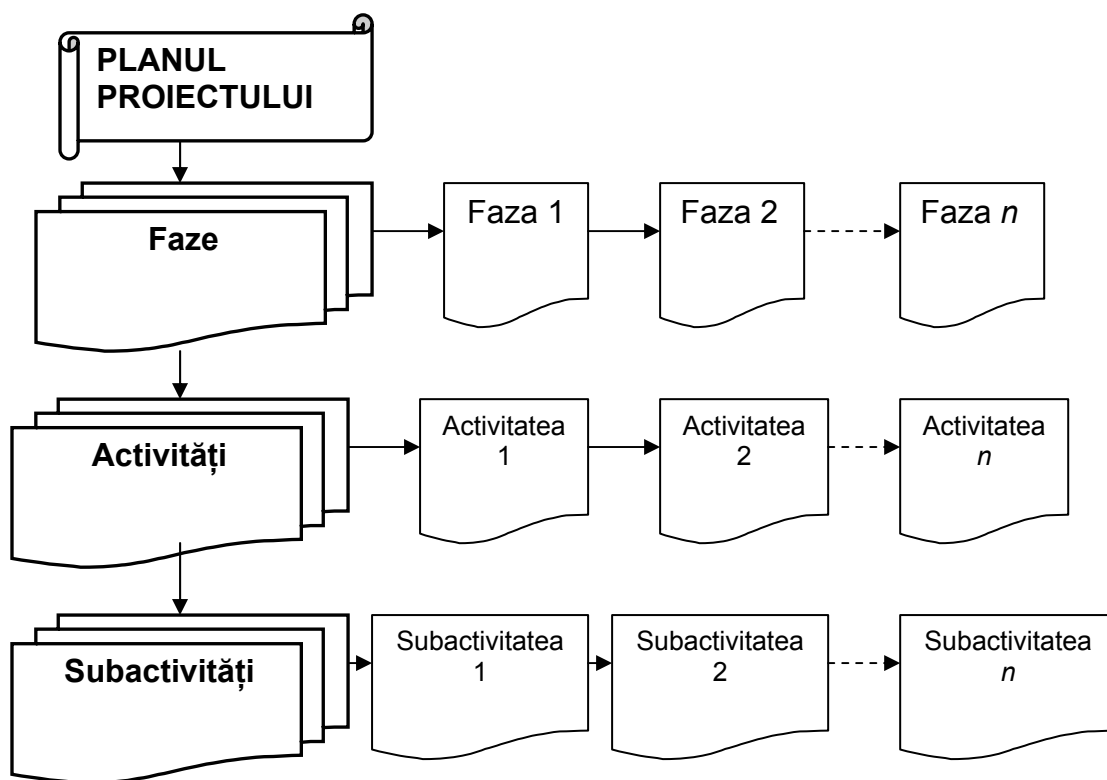 PLANUL
PROIECTULUI
Faze
Faza 1
Faza 2
Faza n
Activități
Activitatea
1
Activitatea
2
Activitatea
n
Subactivități
Subactivitatea
1
Subactivitatea
2
Subactivitatea
n